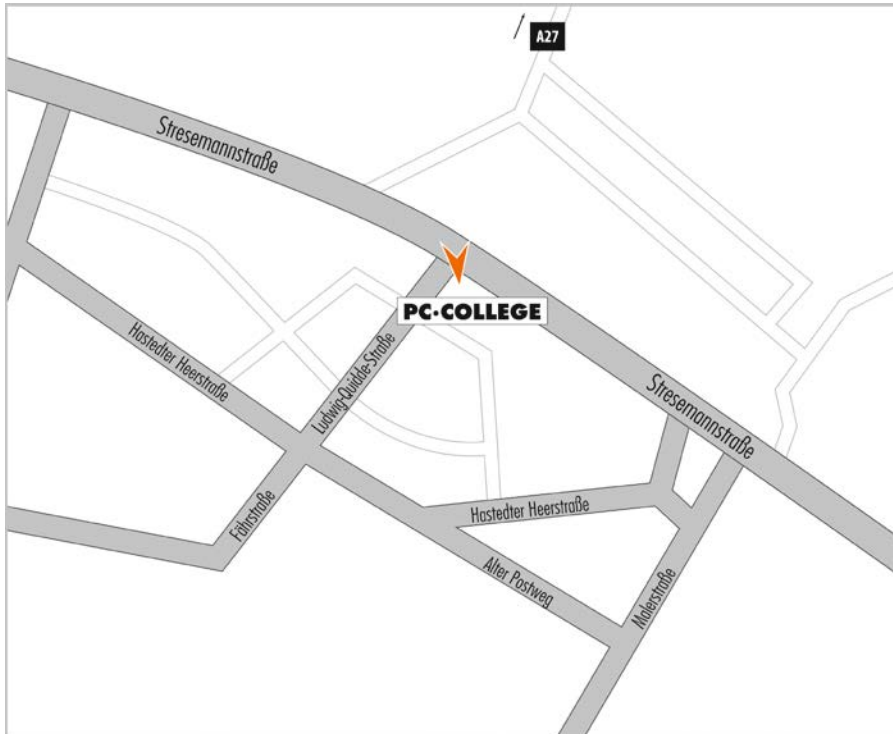 A27
Stresemannstraße
PC·COLLEGE
Hastedter Heerstraße
Ludwig-Quidde-Straße
Stresemannstraße
Fährstraße
Hastedter Heerstraße
Alter Postweg
Malerstraße